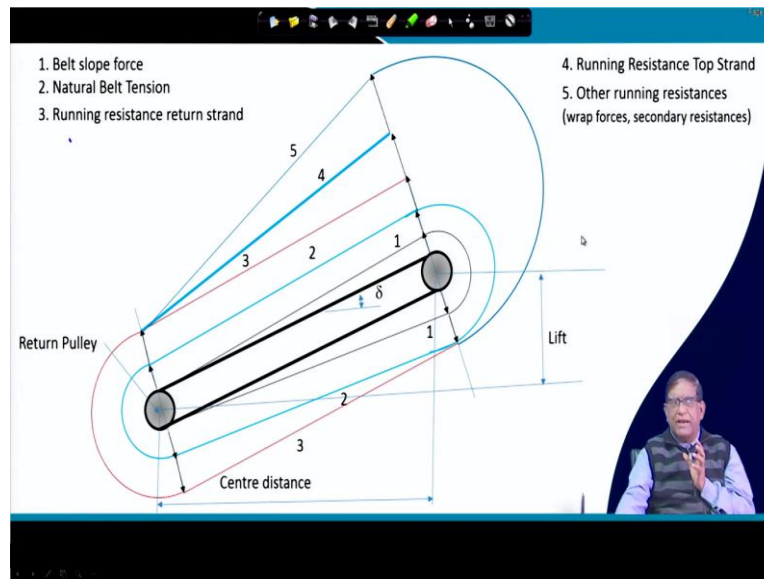 1. Belt slope force
2. Natural Belt Tension
3. Running resistance return strand
4. Running Resistance Top Strand
5. Other running resistances
(wrap forces, secondary resistances)
5
4
3
2
1
δ
Return Pulley
1
Lift
2
3
Centre distance